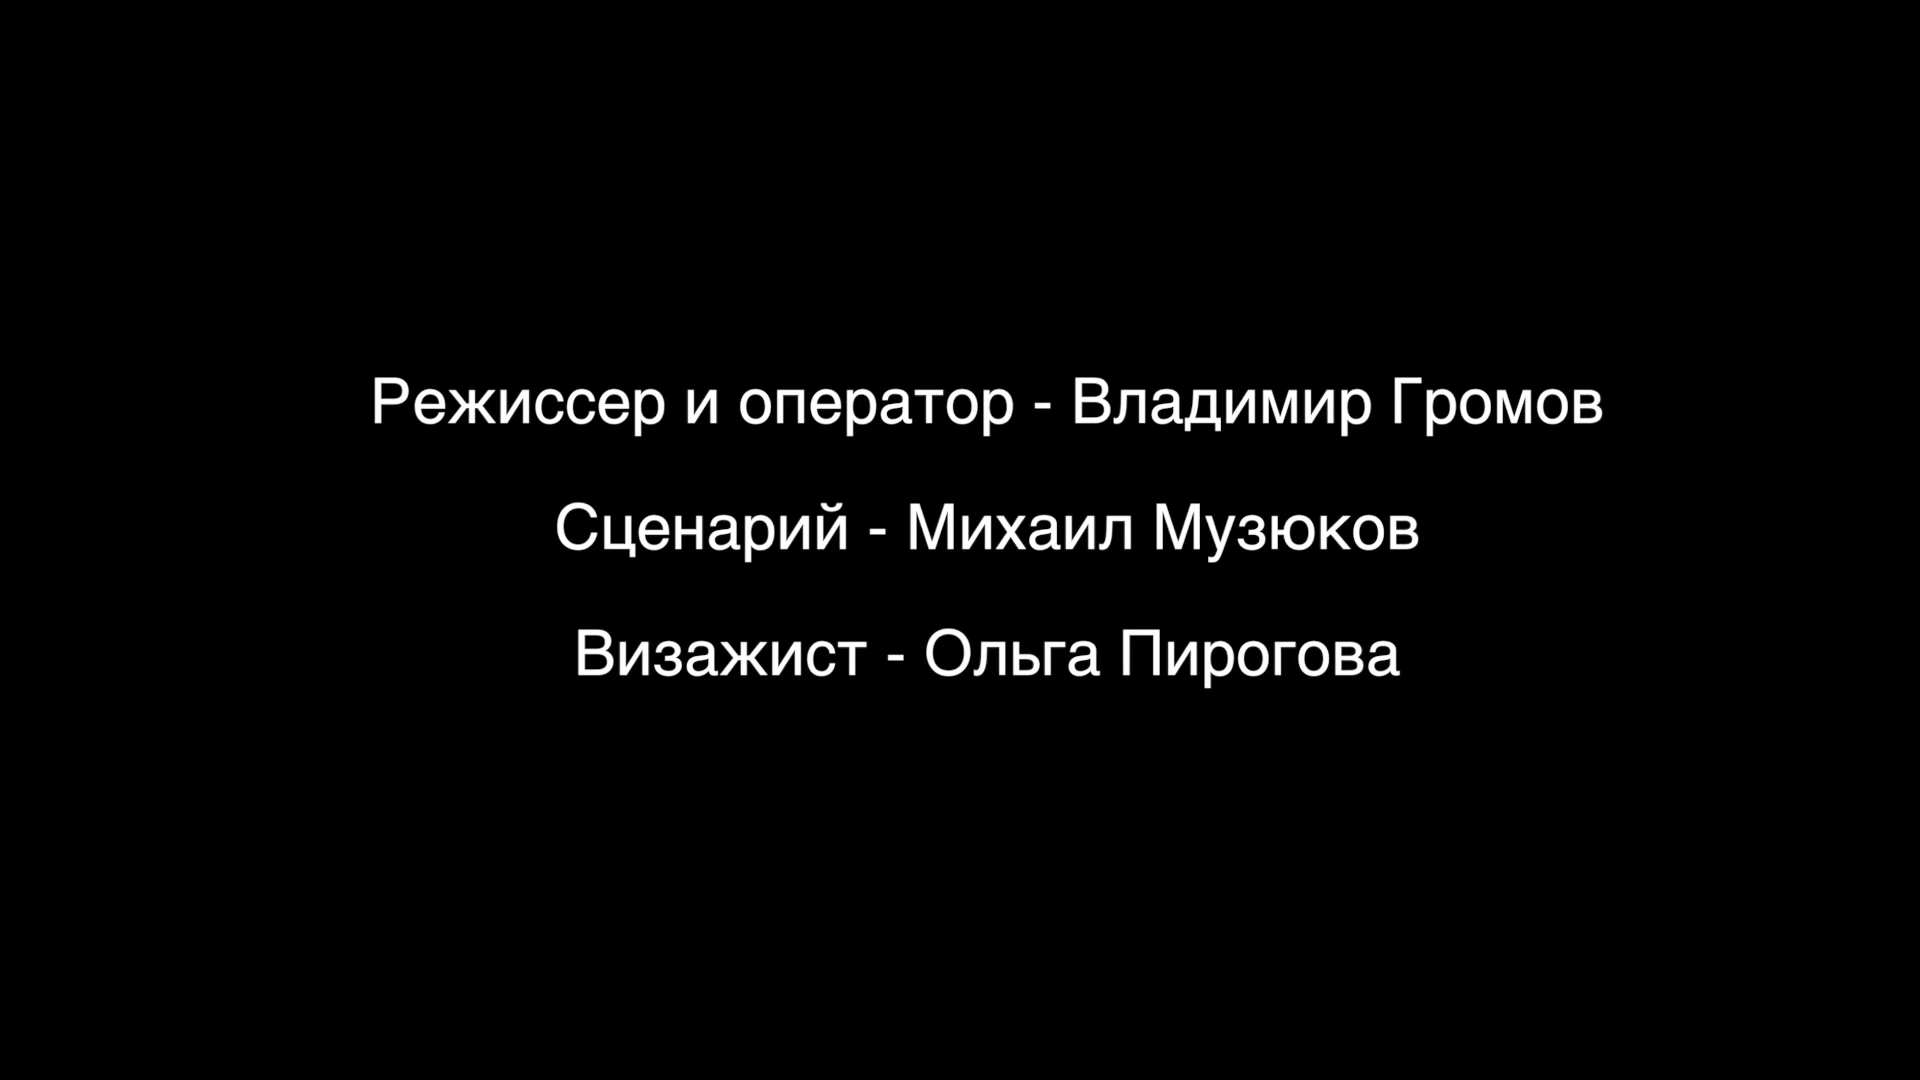 Режиссер и оператор - Владимир Громов
Сценарий - Михаил Музюков
Визажист - Ольга Пирогова